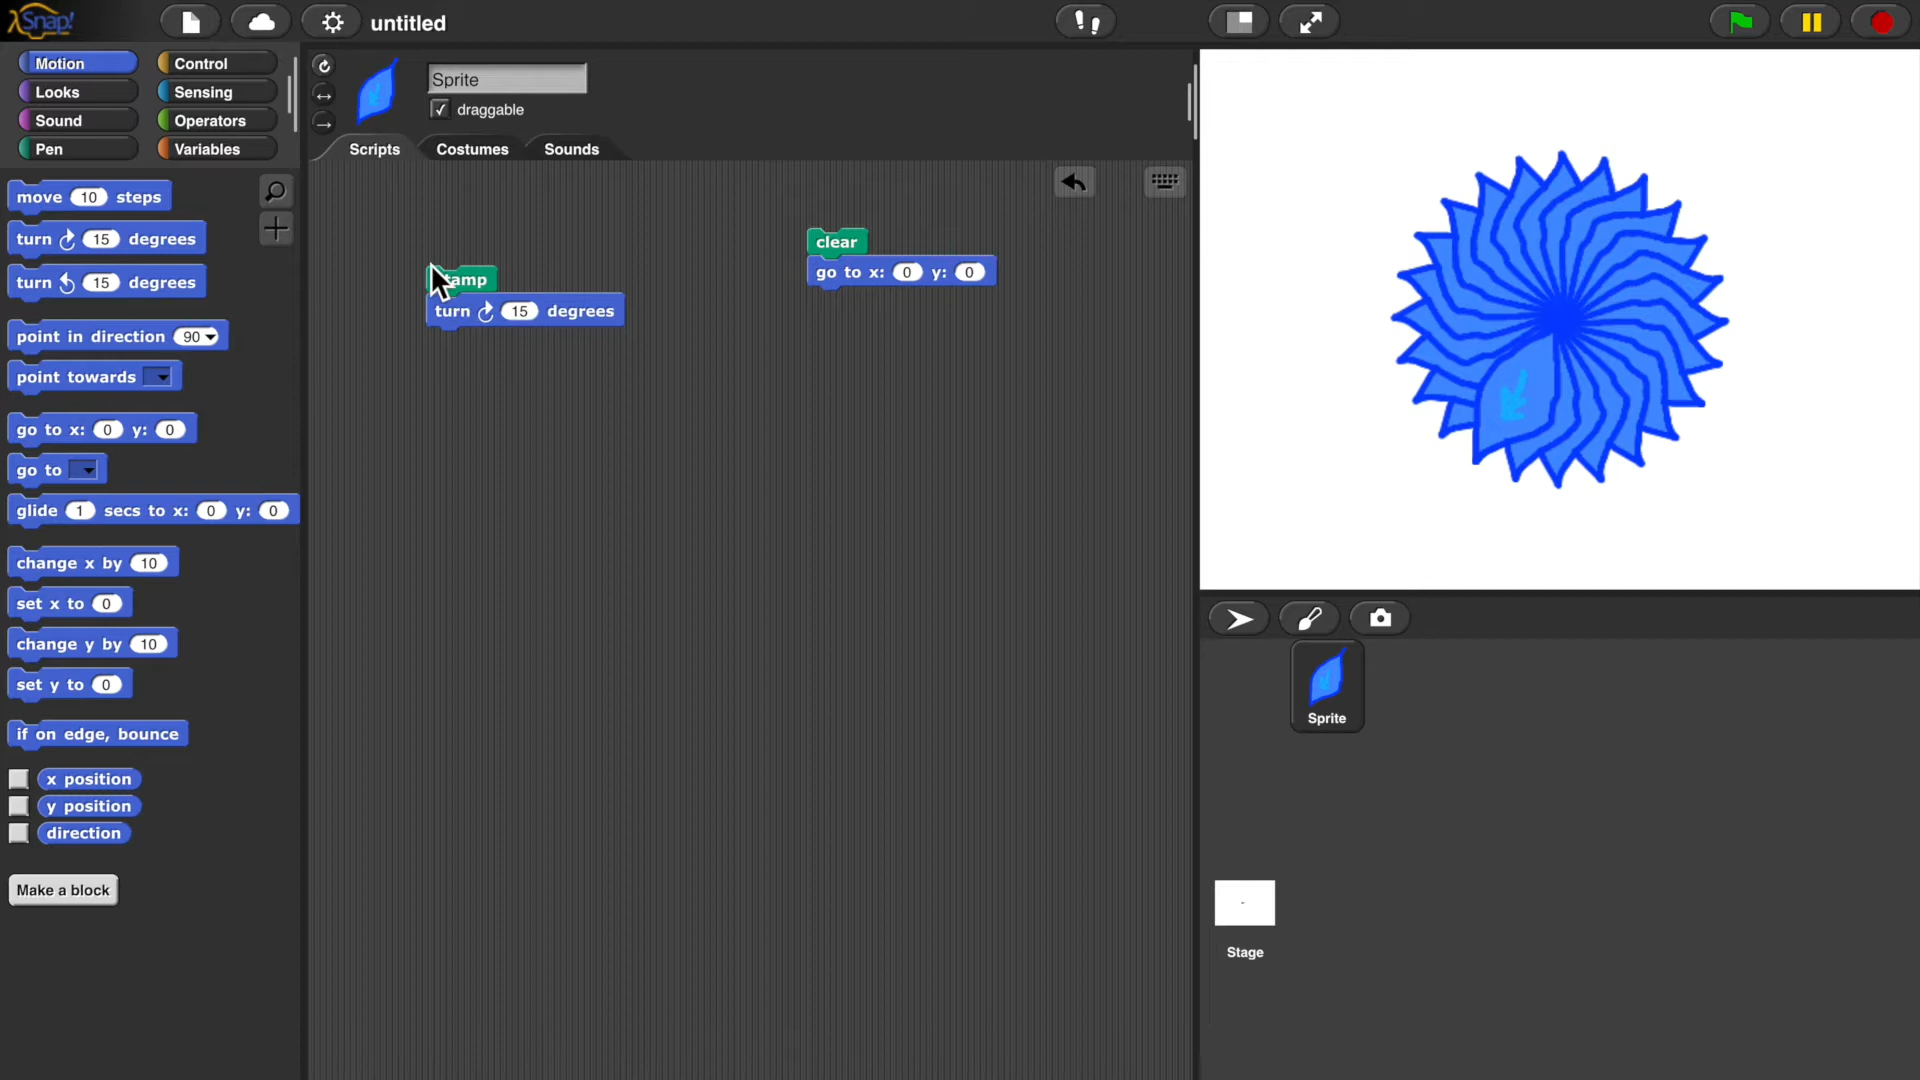 Snap!
untitled
Motion
Control
Looks
Sensing
Sound
Operators
Pen
Variables
move 10 steps
turn 15 degrees
turn 15 degrees
point in direction 90
point towards
go to x: 0 y: 0
go to
glide 1 secs to x: 0 y: 0
change x by 10
set x to 0
change y by 10
set y to 0
if on edge, bounce
x position
y position
direction
Make a block
Sprite
draggable
Scripts
Costumes
Sounds
amp
turn 15 degrees
clear
go to x: 0 y: 0
Sprite
Stage